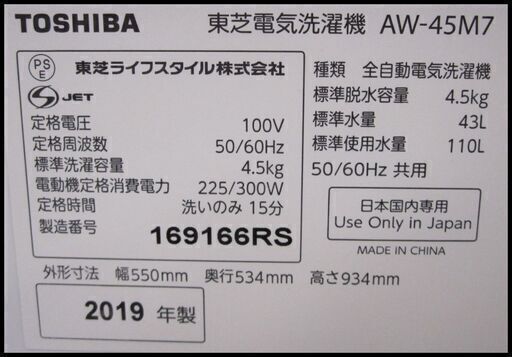 TOSHIBA 東芝電気洗濯機 AW-45M7
PS
E
東芝ライフスタイル株式会社
S JET
定格電圧 100V
定格周波数 50/60Hz
標準洗濯容量 4.5kg
電動機定格消費電力 225/300W
定格時間 洗いのみ 15分
製造番号 169166RS
種類 全自動電気洗濯機
標準脱水容量 4.5kg
標準水量 43L
標準使用水量 110L
50/60Hz 共用
日本国内専用
Use Only in Japan
MADE IN CHINA
外形寸法 幅550mm 奥行534mm 高さ934mm
2019 年製